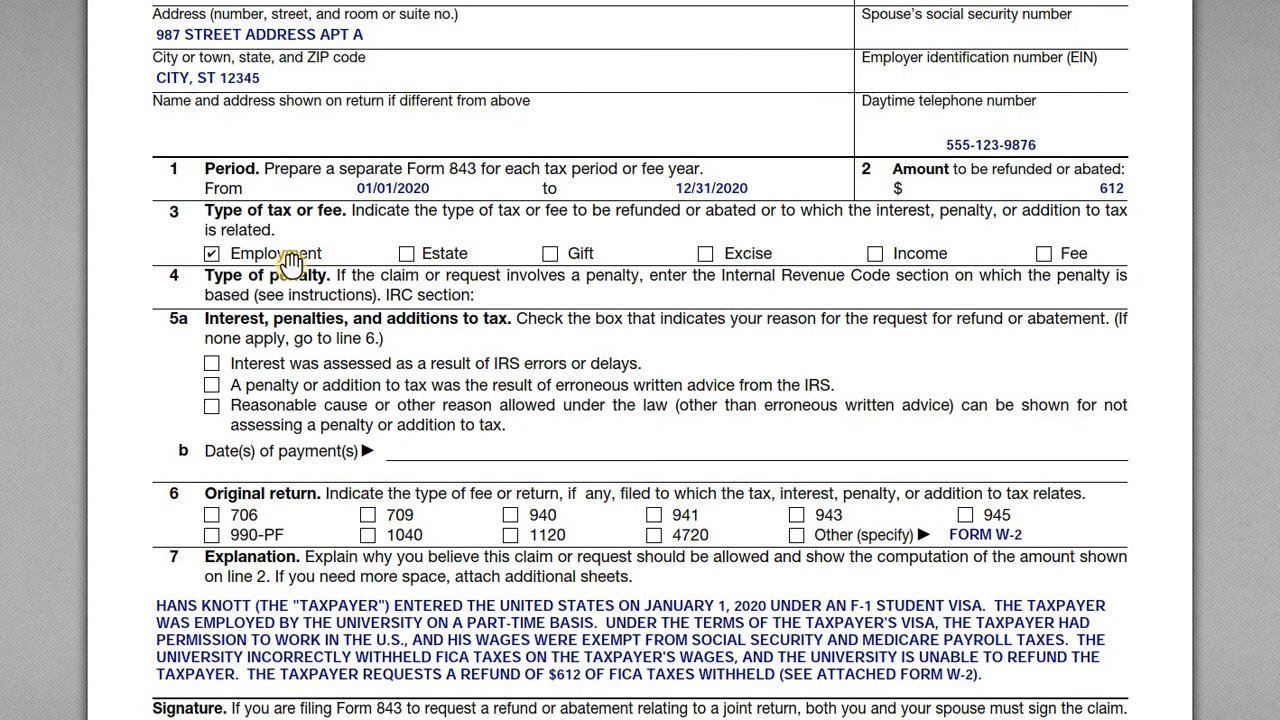 Address (number, street, and room or suite no.) Spouse's social security number
987 STREET ADDRESS APT A
City or town, state, and ZIP code Employer identification number (EIN)
CITY, ST 12345
Name and address shown on return if different from above Daytime telephone number
555-123-9876
1 Period. Prepare a separate Form 843 for each tax period or fee year. 2 Amount to be refunded or abated:
From 01/01/2020 to 12/31/2020 $ 612
3 Type of tax or fee. Indicate the type of tax or fee to be refunded or abated or to which the interest, penalty, or addition to tax
is related.
✔ Employment Estate Gift Excise Income Fee
4 Type of penalty. If the claim or request involves a penalty, enter the Internal Revenue Code section on which the penalty is
based (see instructions). IRC section:
5a Interest, penalties, and additions to tax. Check the box that indicates your reason for the request for refund or abatement. (If
none apply, go to line 6.)
Interest was assessed as a result of IRS errors or delays.
A penalty or addition to tax was the result of erroneous written advice from the IRS.
Reasonable cause or other reason allowed under the law (other than erroneous written advice) can be shown for not
assessing a penalty or addition to tax.
b Date(s) of payment(s) ▶
6 Original return. Indicate the type of fee or return, if any, filed to which the tax, interest, penalty, or addition to tax relates.
706 709 940 941 943 945
990-PF 1040 1120 4720 Other (specify) ▶ FORM W-2
7 Explanation. Explain why you believe this claim or request should be allowed and show the computation of the amount shown
on line 2. If you need more space, attach additional sheets.
HANS KNOTT (THE "TAXPAYER") ENTERED THE UNITED STATES ON JANUARY 1, 2020 UNDER AN F-1 STUDENT VISA. THE TAXPAYER
WAS EMPLOYED BY THE UNIVERSITY ON A PART-TIME BASIS. UNDER THE TERMS OF THE TAXPAYER'S VISA, THE TAXPAYER HAD
PERMISSION TO WORK IN THE U.S., AND HIS WAGES WERE EXEMPT FROM SOCIAL SECURITY AND MEDICARE PAYROLL TAXES. THE
UNIVERSITY INCORRECTLY WITHHELD FICA TAXES ON THE TAXPAYER'S WAGES, AND THE UNIVERSITY IS UNABLE TO REFUND THE
TAXPAYER. THE TAXPAYER REQUESTS A REFUND OF $612 OF FICA TAXES WITHHELD (SEE ATTACHED FORM W-2).
Signature. If you are filing Form 843 to request a refund or abatement relating to a joint return, both you and your spouse must sign the claim.